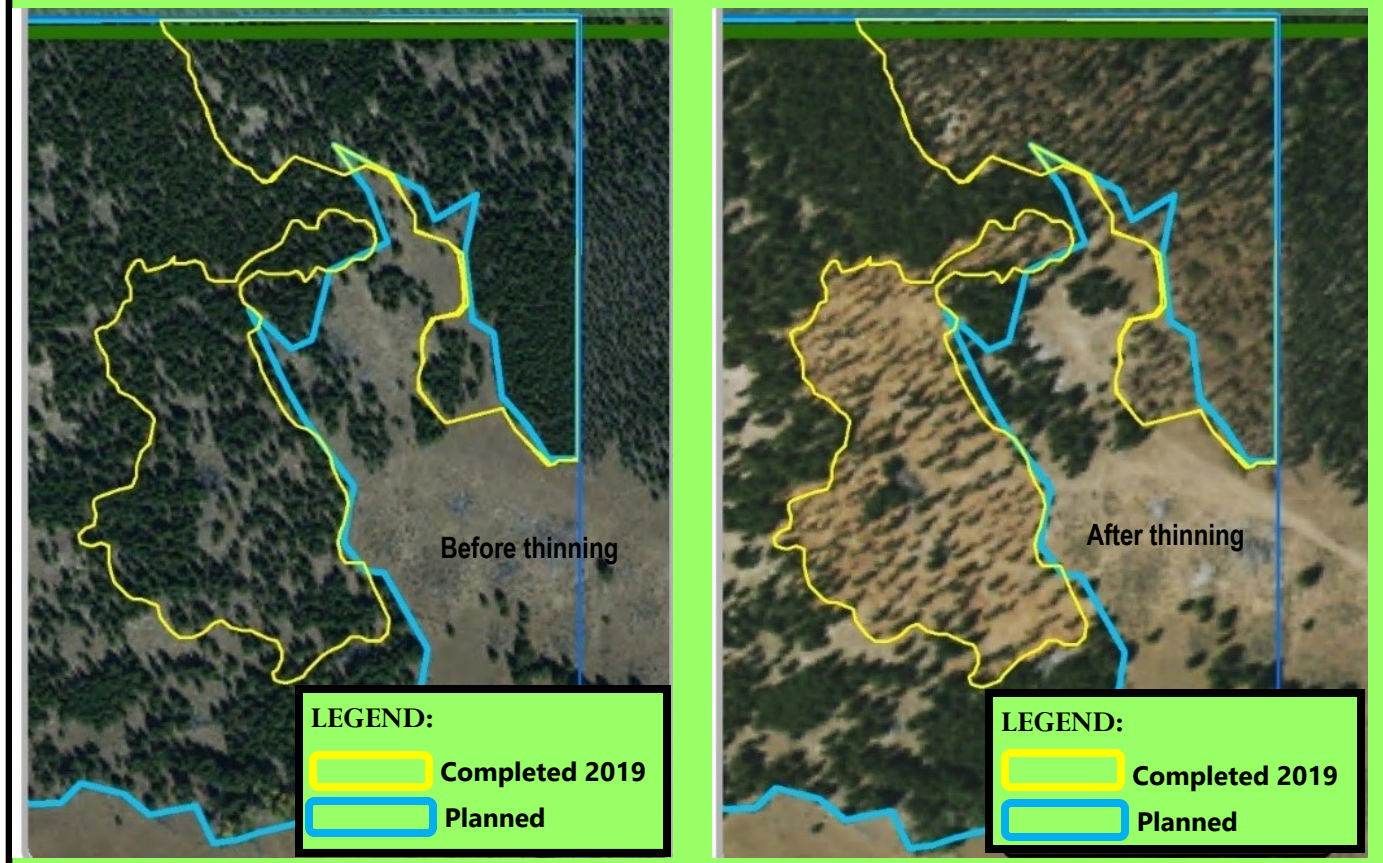 Before thinning
LEGEND:
Completed 2019
Planned
After thinning
LEGEND:
Completed 2019
Planned